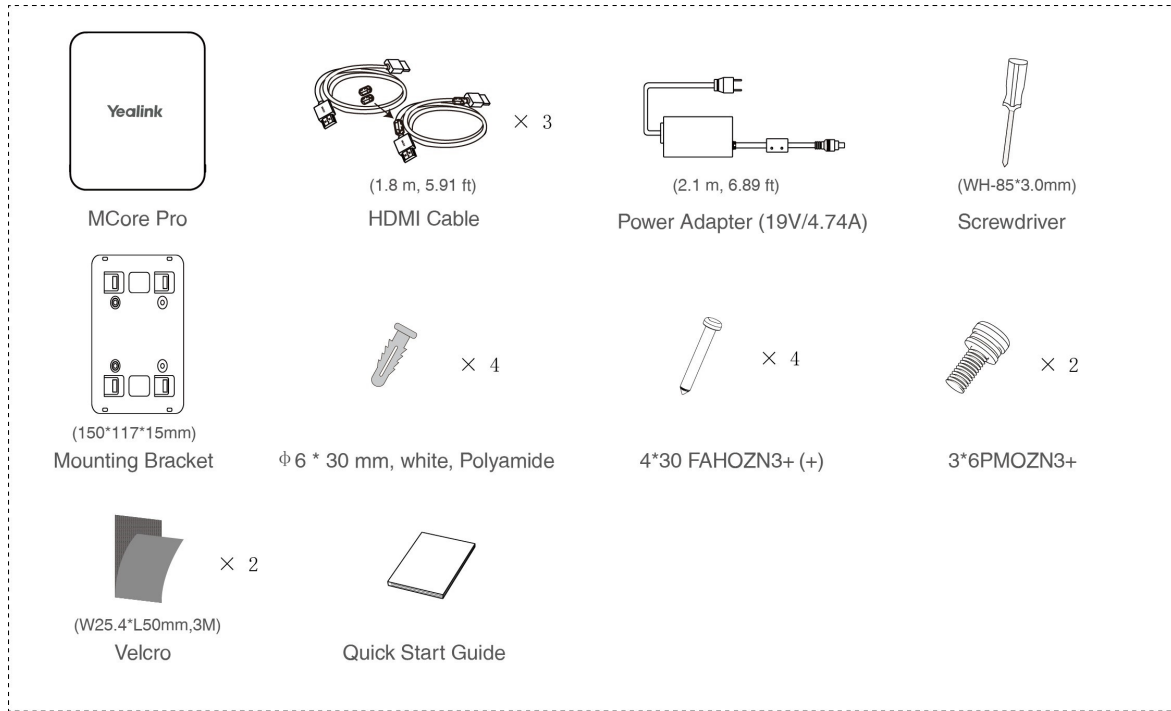 Yealink
× 3
(1.8 m, 5.91 ft)
(2.1 m, 6.89 ft)
(WH-85*3.0mm)
MCore Pro
HDMI Cable
Power Adapter (19V/4.74A)
Screwdriver
× 4
× 4
× 2
(150*117*15mm)
Mounting Bracket
ф6 * 30 mm, white, Polyamide
4*30 FAHOZN3+ (+)
3*6PMOZN3+
× 2
(W25.4*L50mm,3M)
Velcro
Quick Start Guide